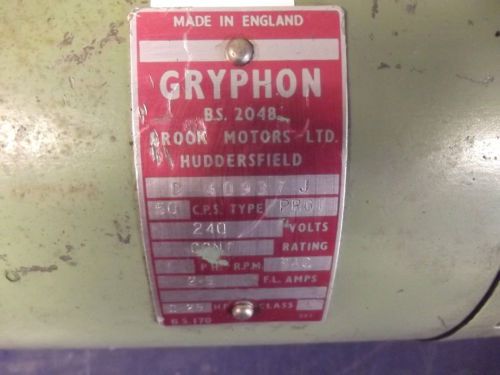 MADE IN ENGLAND
GRYPHON
B.S. 2048
BROOK MOTORS LTD.
HUDDERSFIELD
J
50 C.P.S. TYPE
240 VOLTS
CONT RATING
PH. R.P.M.
F.L. AMPS
HP CLASS
B.S. 170